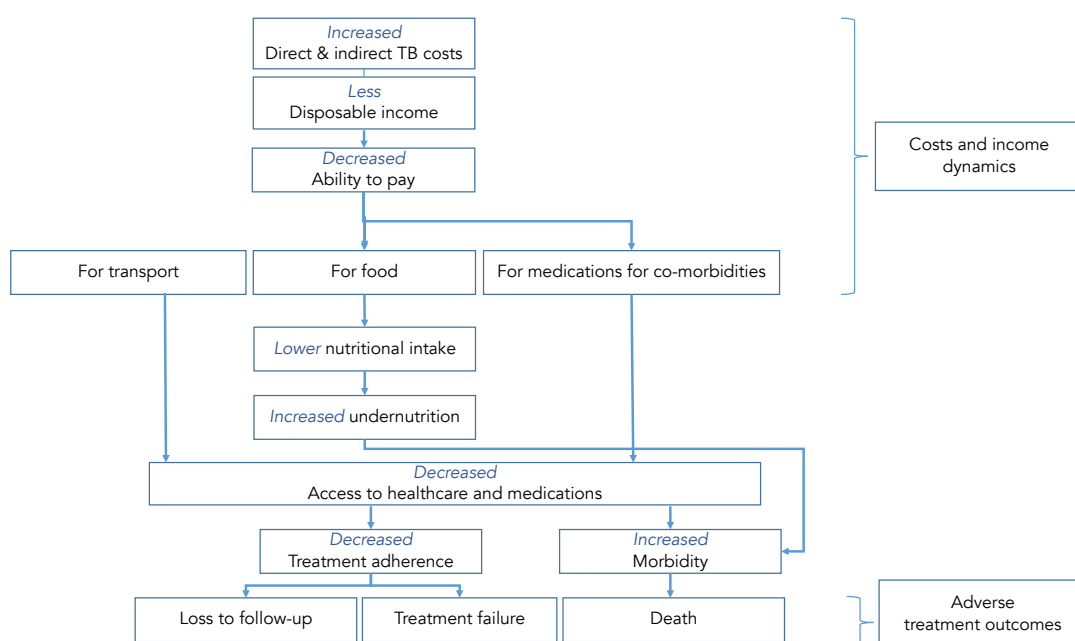 Increased
Direct & indirect TB costs
Less
Disposable income
Decreased
Ability to pay
Costs and income
dynamics
For transport
For food
For medications for co-morbidities
Lower nutritional intake
Increased undernutrition
Decreased
Access to healthcare and medications
Decreased
Treatment adherence
Increased
Morbidity
Loss to follow-up
Treatment failure
Death
Adverse
treatment outcomes